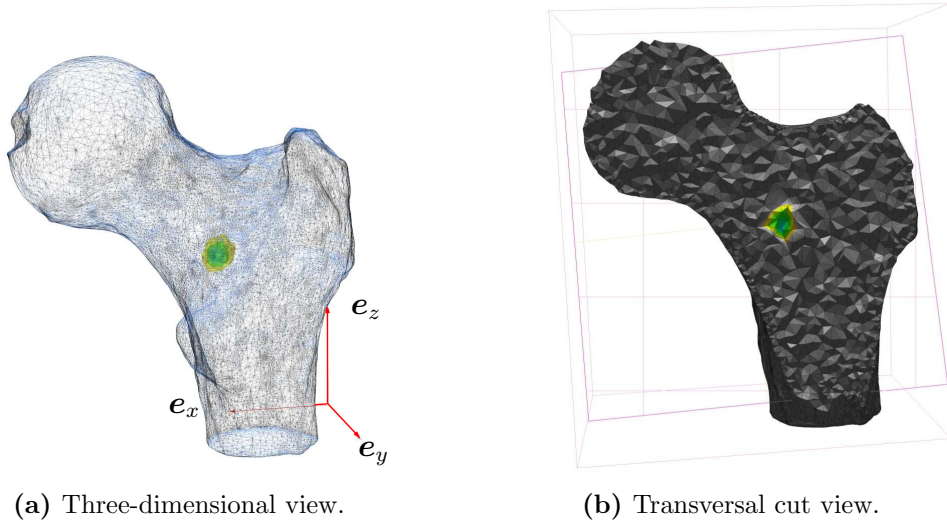 e_z
e_x
e_y
(a) Three-dimensional view.
(b) Transversal cut view.